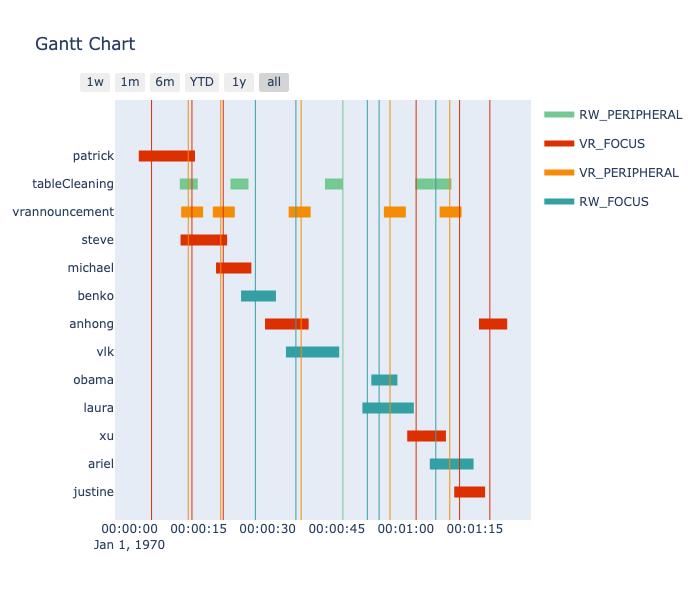 Gantt Chart
1w 1m 6m YTD 1y all
RW_PERIPHERAL
VR_FOCUS
VR_PERIPHERAL
RW_FOCUS
patrick
tableCleaning
vrannouncement
steve
michael
benko
anhong
vlk
obama
laura
xu
ariel
justine
00:00:00 00:00:15 00:00:30 00:00:45 00:01:00 00:01:15
Jan 1, 1970